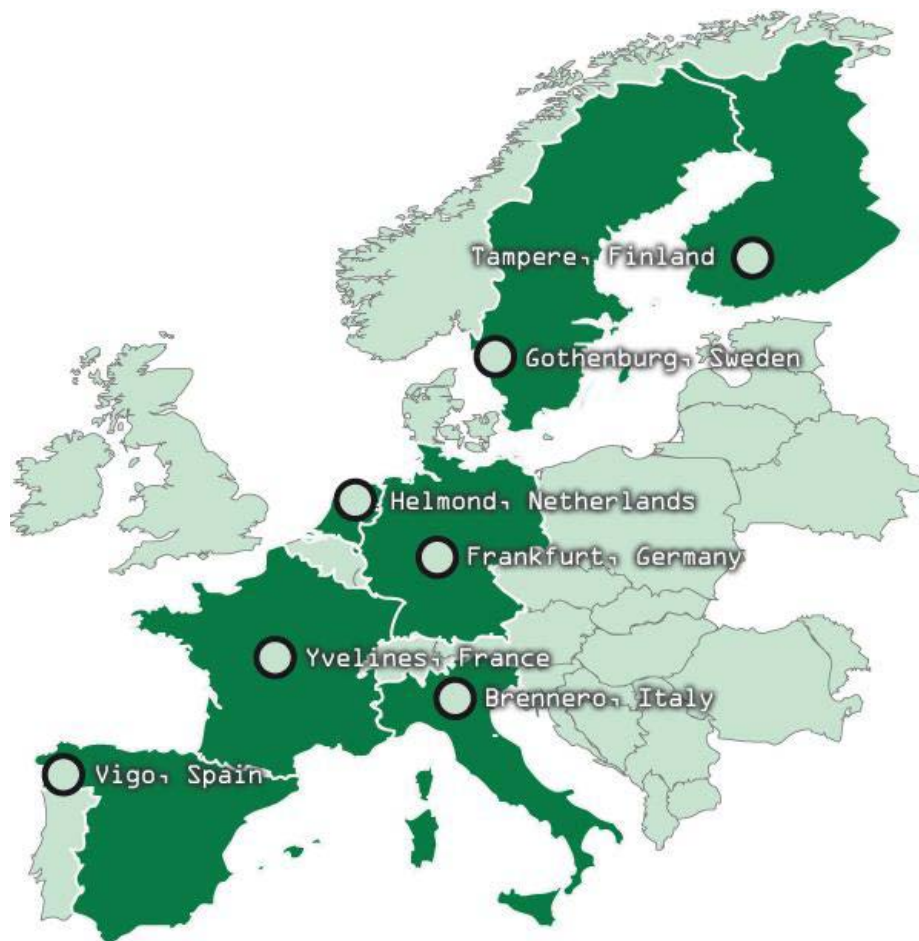 Tampere, Finland
Gothenburg, Sweden
Helmond, Netherlands
Frankfurt, Germany
Yvelines, France
Brennero, Italy
Vigo, Spain